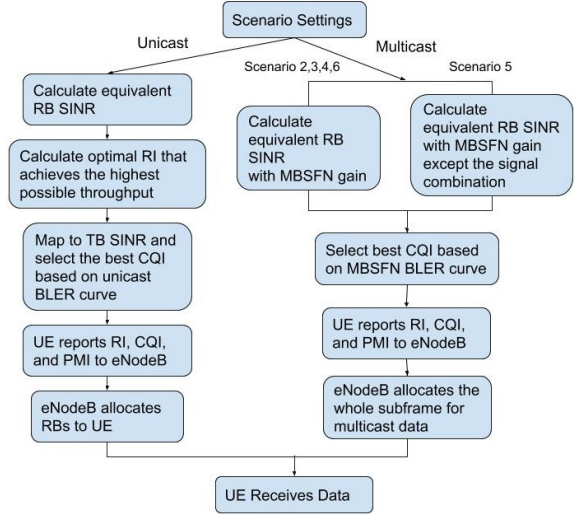 Scenario Settings
Unicast
Multicast
Scenario 2,3,4,6
Scenario 5
Calculate equivalent
RB SINR
Calculate
equivalent RB
SINR
with MBSFN gain
Calculate
equivalent RB SINR
with MBSFN gain
except the signal
combination
Calculate optimal RI that
achieves the highest
possible throughput
Map to TB SINR and
select the best CQI
based on unicast
BLER curve
Select best CQI based
on MBSFN BLER curve
UE reports RI, CQI,
and PMI to eNodeB
UE reports RI, CQI,
and PMI to eNodeB
eNodeB allocates
RBs to UE
eNodeB allocates the
whole subframe for
multicast data
UE Receives Data